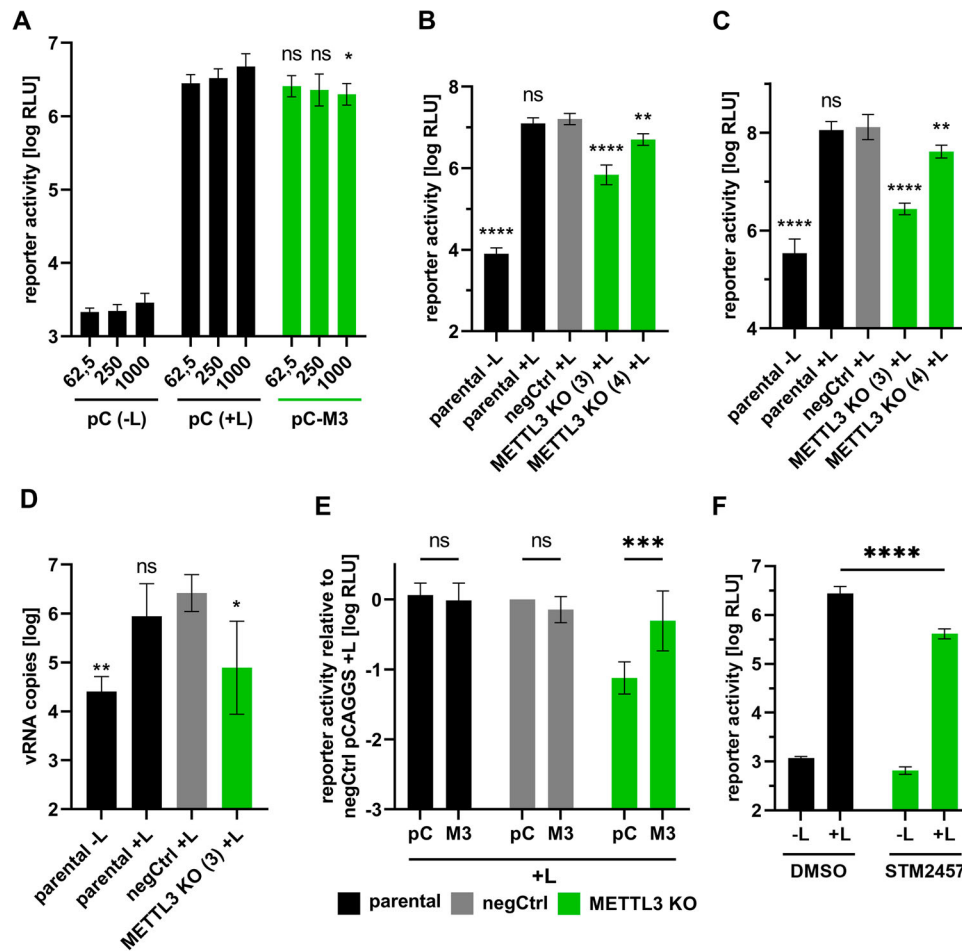 A
reporter activity [log RLU]
7
6
5
4
3
ns ns *
62,5 250 1000 62,5 250 1000 62,5 250 1000
pC (-L) pC (+L) pC-M3
B
reporter activity [log RLU]
8
6
4
2
****
ns
****
**
parental -L
parental +L
negCtrl +L
METTL3 KO (3) +L
METTL3 KO (4) +L
C
reporter activity [log RLU]
8
6
4
****
ns
****
**
parental -L
parental +L
negCtrl +L
METTL3 KO (3) +L
METTL3 KO (4) +L
D
vRNA copies [log]
7
6
5
4
3
2
**
ns
*
parental -L
parental +L
negCtrl +L
METTL3 KO (3) +L
E
reporter activity relative to
negCtrl pCAGGS +L [log RLU]
0
-1
-2
-3
ns ns ***
pC M3 pC M3 pC M3
+L
F
reporter activity [log RLU]
7
6
5
4
3
2
****
-L +L -L +L
DMSO STM2457
parental negCtrl METTL3 KO